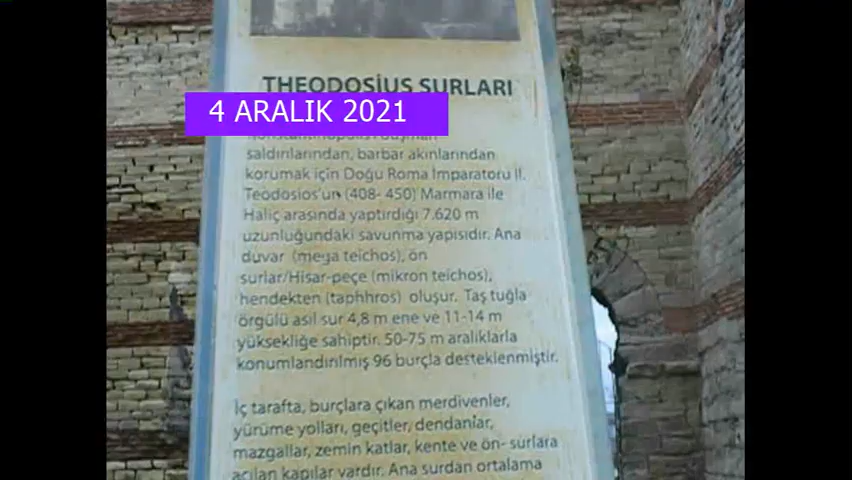 THEODOSİUS SURLARI
4 ARALIK 2021
saldırılarından, barbar akınlarından
korumak için Doğu Roma İmparatoru II.
Teodosios'un (408- 450) Marmara ile
Haliç arasında yaptırdığı 7.620 m
uzunluğundaki savunma yapısıdır. Ana
duvar (mega teichos), ön
surlar/Hisar-peçe (mikron teichos),
hendekten (taphhros) oluşur. Taş tuğla
örgülü asıl sur 4,8 m ene ve 11-14 m
yüksekliğe sahiptir. 50-75 m aralıklarla
konumlandırılmış 96 burçla desteklenmiştir.
İç tarafta, burçlara çıkan merdivenler,
yürüme yolları, geçitler, dendanlar,
mazgallar, zemin katlar, kente ve ön- surlara
açılan kapılar vardır. Ana surdan ortalama